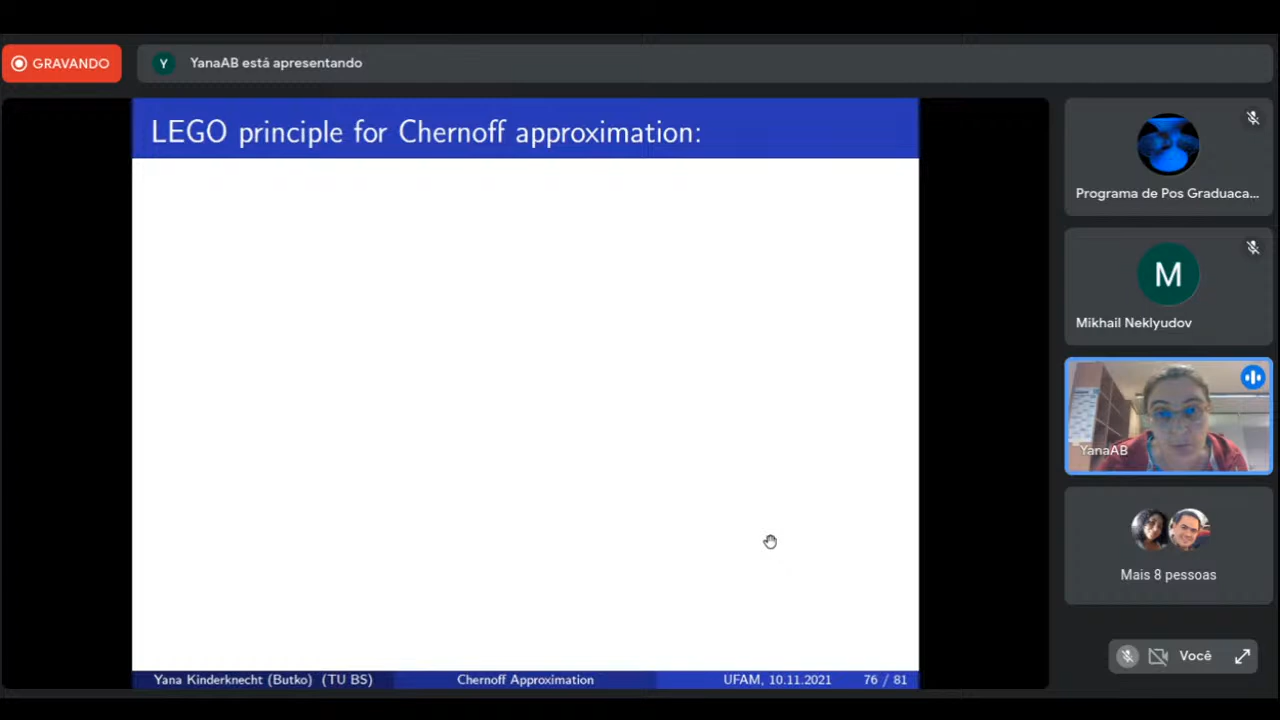 GRAVANDO
Y
YanaAB está apresentando
LEGO principle for Chernoff approximation:
Programa de Pos Graduaca...
M
Mikhail Neklyudov
YanaAB
Mais 8 pessoas
Você
Yana Kinderknecht (Butko) (TU BS)
Chernoff Approximation
UFAM, 10.11.2021
76 / 81